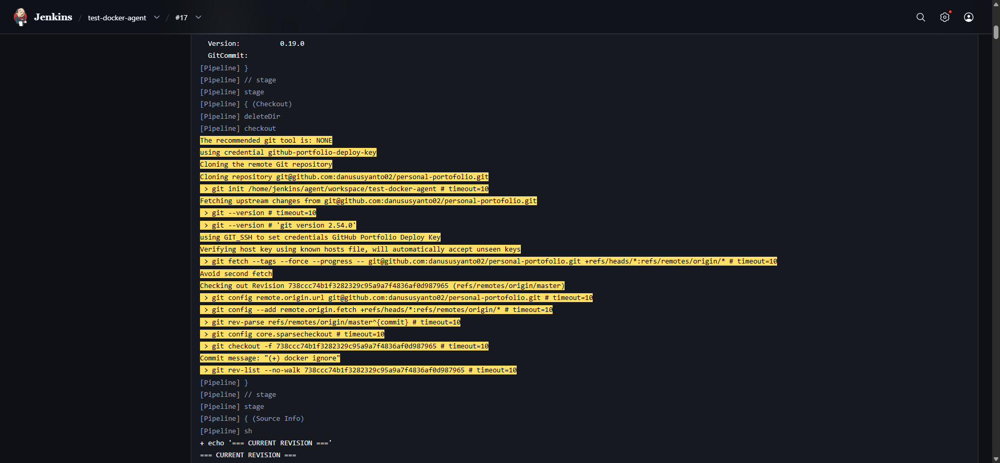 Jenkins / test-docker-agent / #17
Version: 0.19.0
GitCommit:
[Pipeline] }
[Pipeline] // stage
[Pipeline] stage
[Pipeline] { (Checkout)
[Pipeline] deleteDir
[Pipeline] checkout
The recommended git tool is: NONE
using credential github-portfolio-deploy-key
Cloning the remote Git repository
Cloning repository git@github.com:danususyanto02/personal-portofolio.git
> git init /home/jenkins/agent/workspace/test-docker-agent # timeout=10
Fetching upstream changes from git@github.com:danususyanto02/personal-portofolio.git
> git --version # timeout=10
> git --version # 'git version 2.54.0'
using GIT_SSH to set credentials GitHub Portfolio Deploy Key
Verifying host key using known hosts file, will automatically accept unseen keys
> git fetch --tags --force --progress -- git@github.com:danususyanto02/personal-portofolio.git +refs/heads/*:refs/remotes/origin/* # timeout=10
Avoid second fetch
Checking out Revision 738ccc74b1f3282329c95a9a7f4836af0d987965 (refs/remotes/origin/master)
> git config remote.origin.url git@github.com:danususyanto02/personal-portofolio.git # timeout=10
> git config --add remote.origin.fetch +refs/heads/*:refs/remotes/origin/* # timeout=10
> git rev-parse refs/remotes/origin/master^{commit} # timeout=10
> git config core.sparsecheckout # timeout=10
> git checkout -f 738ccc74b1f3282329c95a9a7f4836af0d987965 # timeout=10
Commit message: "(+) docker ignore"
> git rev-list --no-walk 738ccc74b1f3282329c95a9a7f4836af0d987965 # timeout=10
[Pipeline] }
[Pipeline] // stage
[Pipeline] stage
[Pipeline] { (Source Info)
[Pipeline] sh
+ echo '=== CURRENT REVISION ==='
=== CURRENT REVISION ===